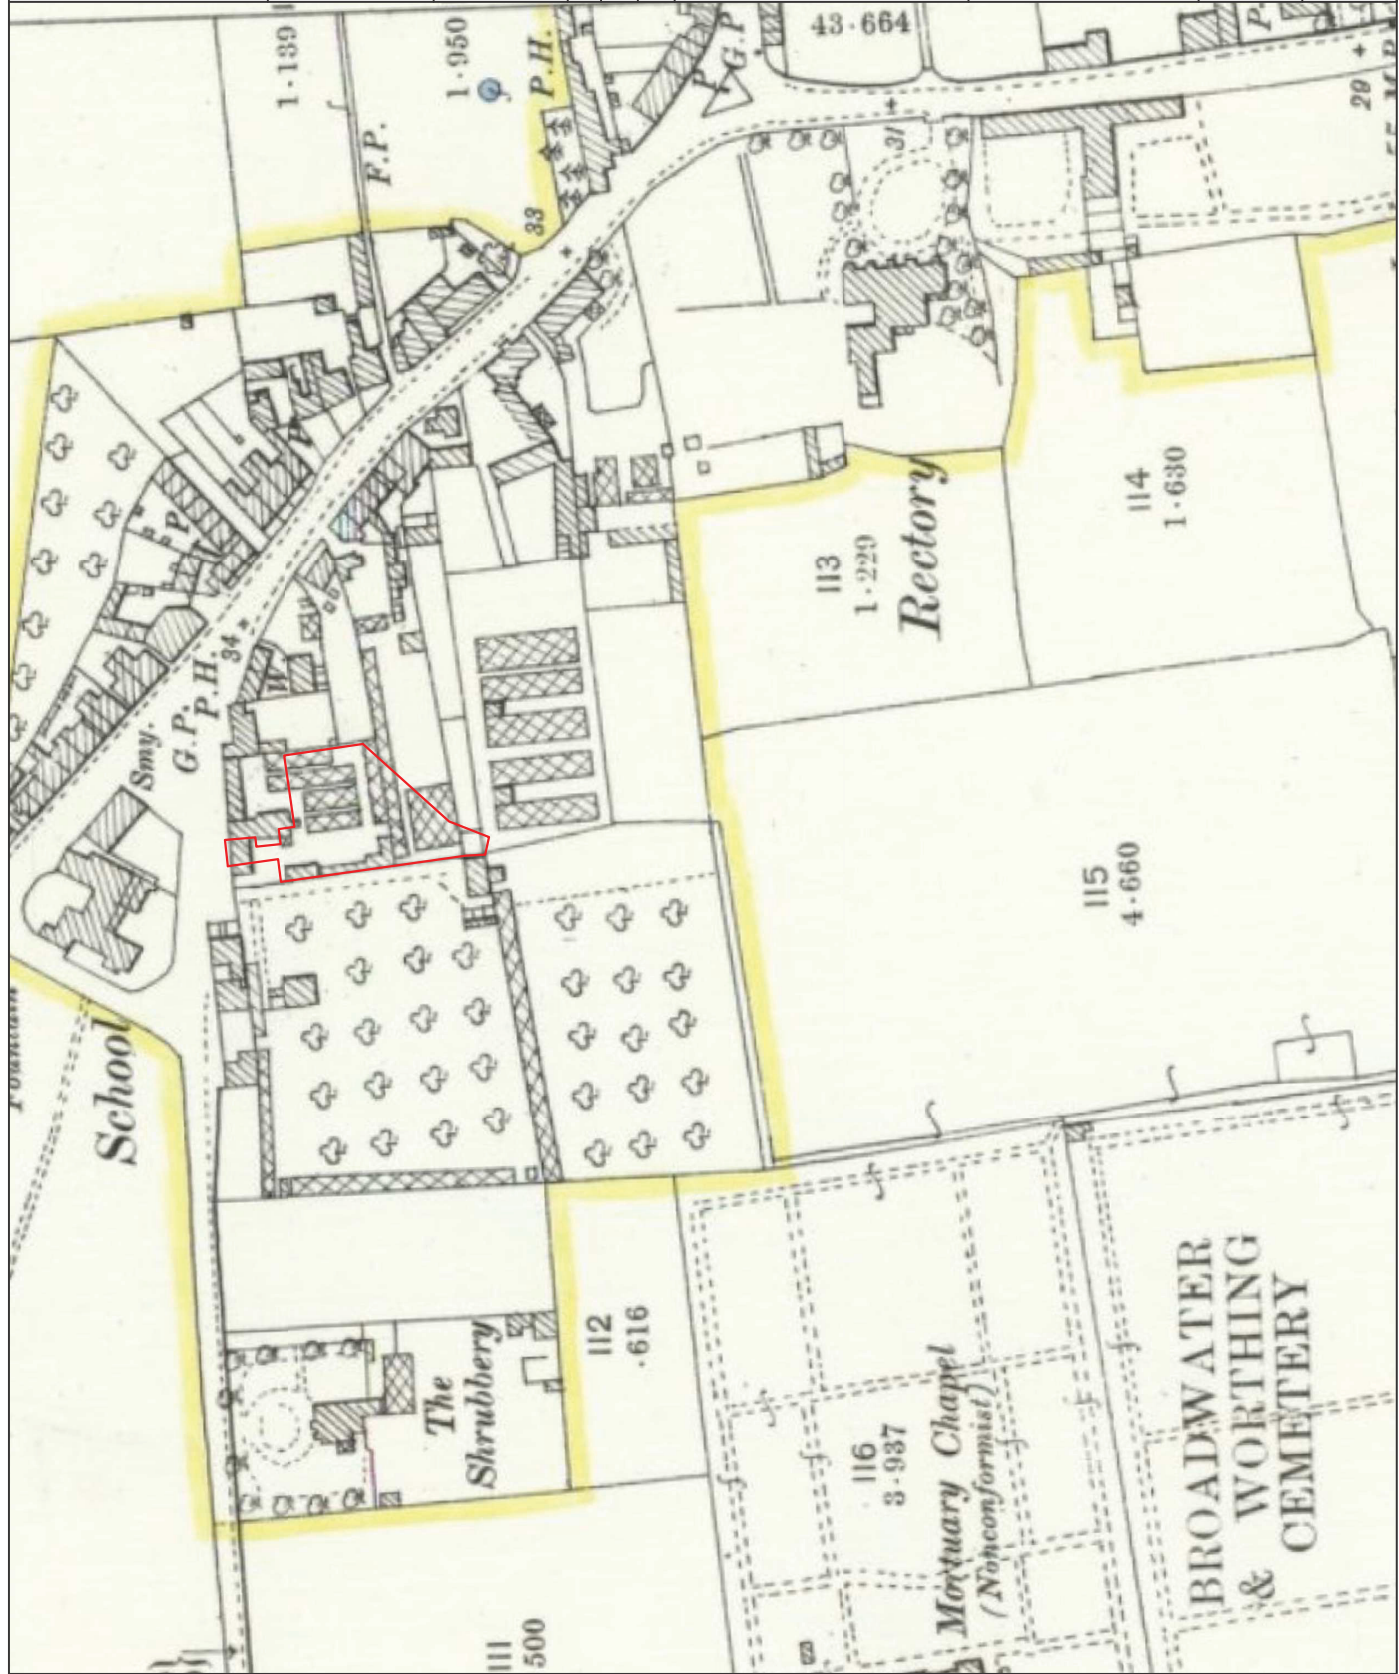 1·139
1·950
P.H.
F.P.
33
43·664
P.
G.P.
P.
31
29
P
P
34
P.H.
G.P.
Smy.
W
Rectory
113
1·229
114
1·630
115
4·660
Fountain
School
The
Shrubbery
112
·616
116
3·937
Mortuary Chapel
(Nonconformist)
BROADWATER
& WORTHING
CEMETERY
111
500